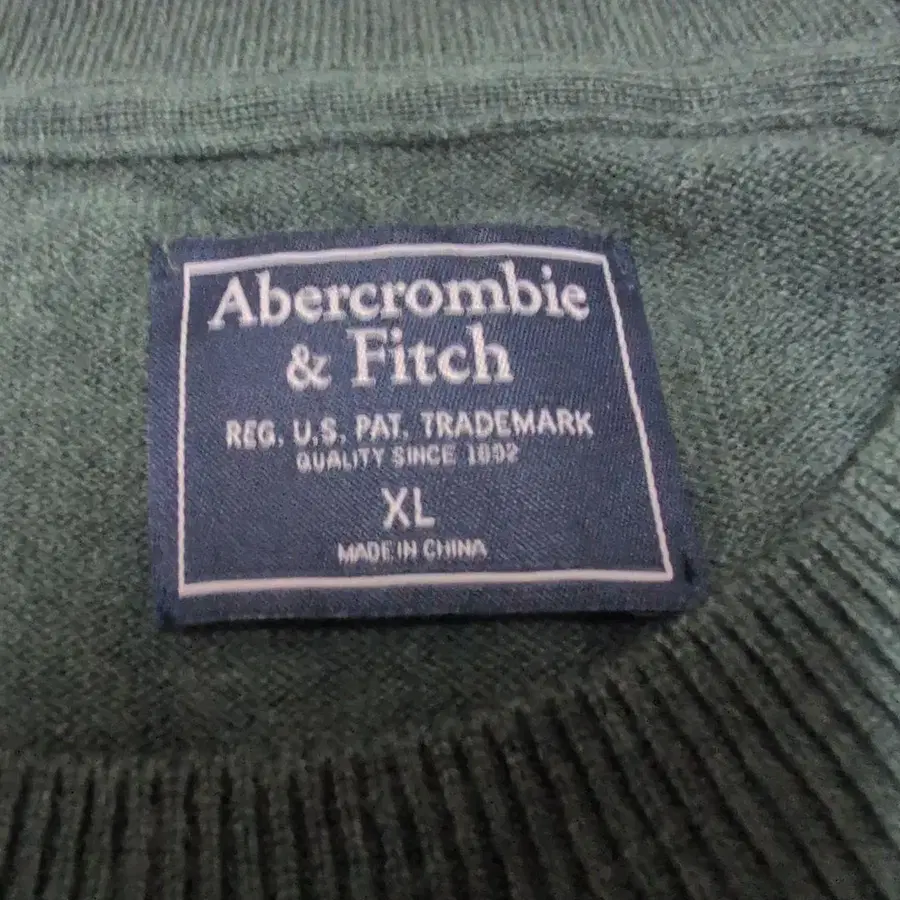 Abercrombie
& Fitch
REG. U.S. PAT. TRADEMARK
QUALITY SINCE 1892
XL
MADE IN CHINA